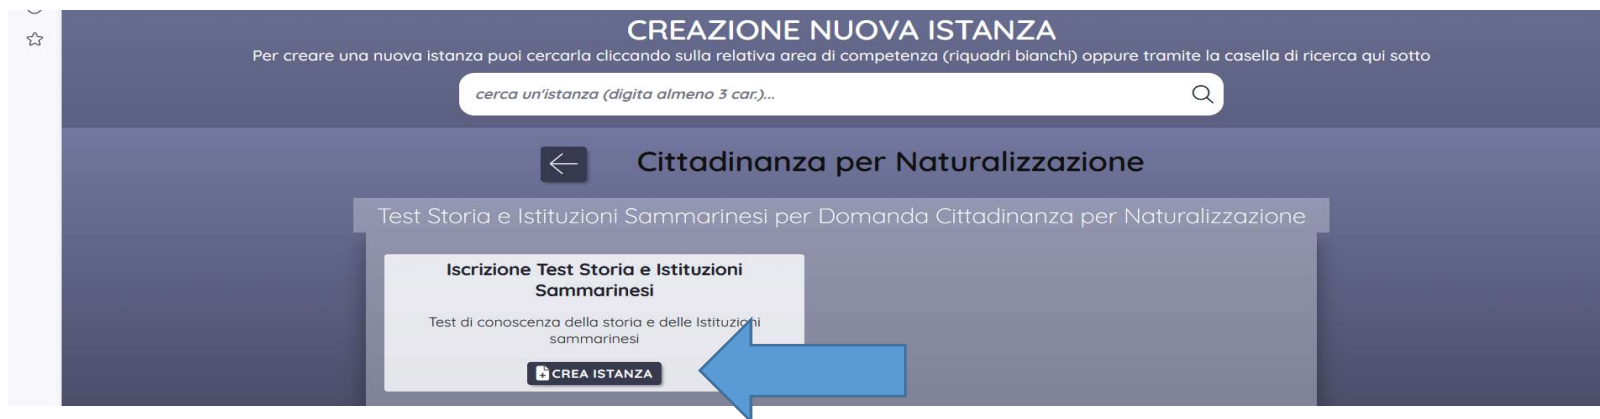 CREAZIONE NUOVA ISTANZA
Per creare una nuova istanza puoi cercarla cliccando sulla relativa area di competenza (riquadri bianchi) oppure tramite la casella di ricerca qui sotto
cerca un'istanza (digita almeno 3 car.)...
Cittadinanza per Naturalizzazione
Test Storia e Istituzioni Sammarinesi per Domanda Cittadinanza per Naturalizzazione
Iscrizione Test Storia e Istituzioni
Sammarinesi
Test di conoscenza della storia e delle Istituzioni
sammarinesi
CREA ISTANZA